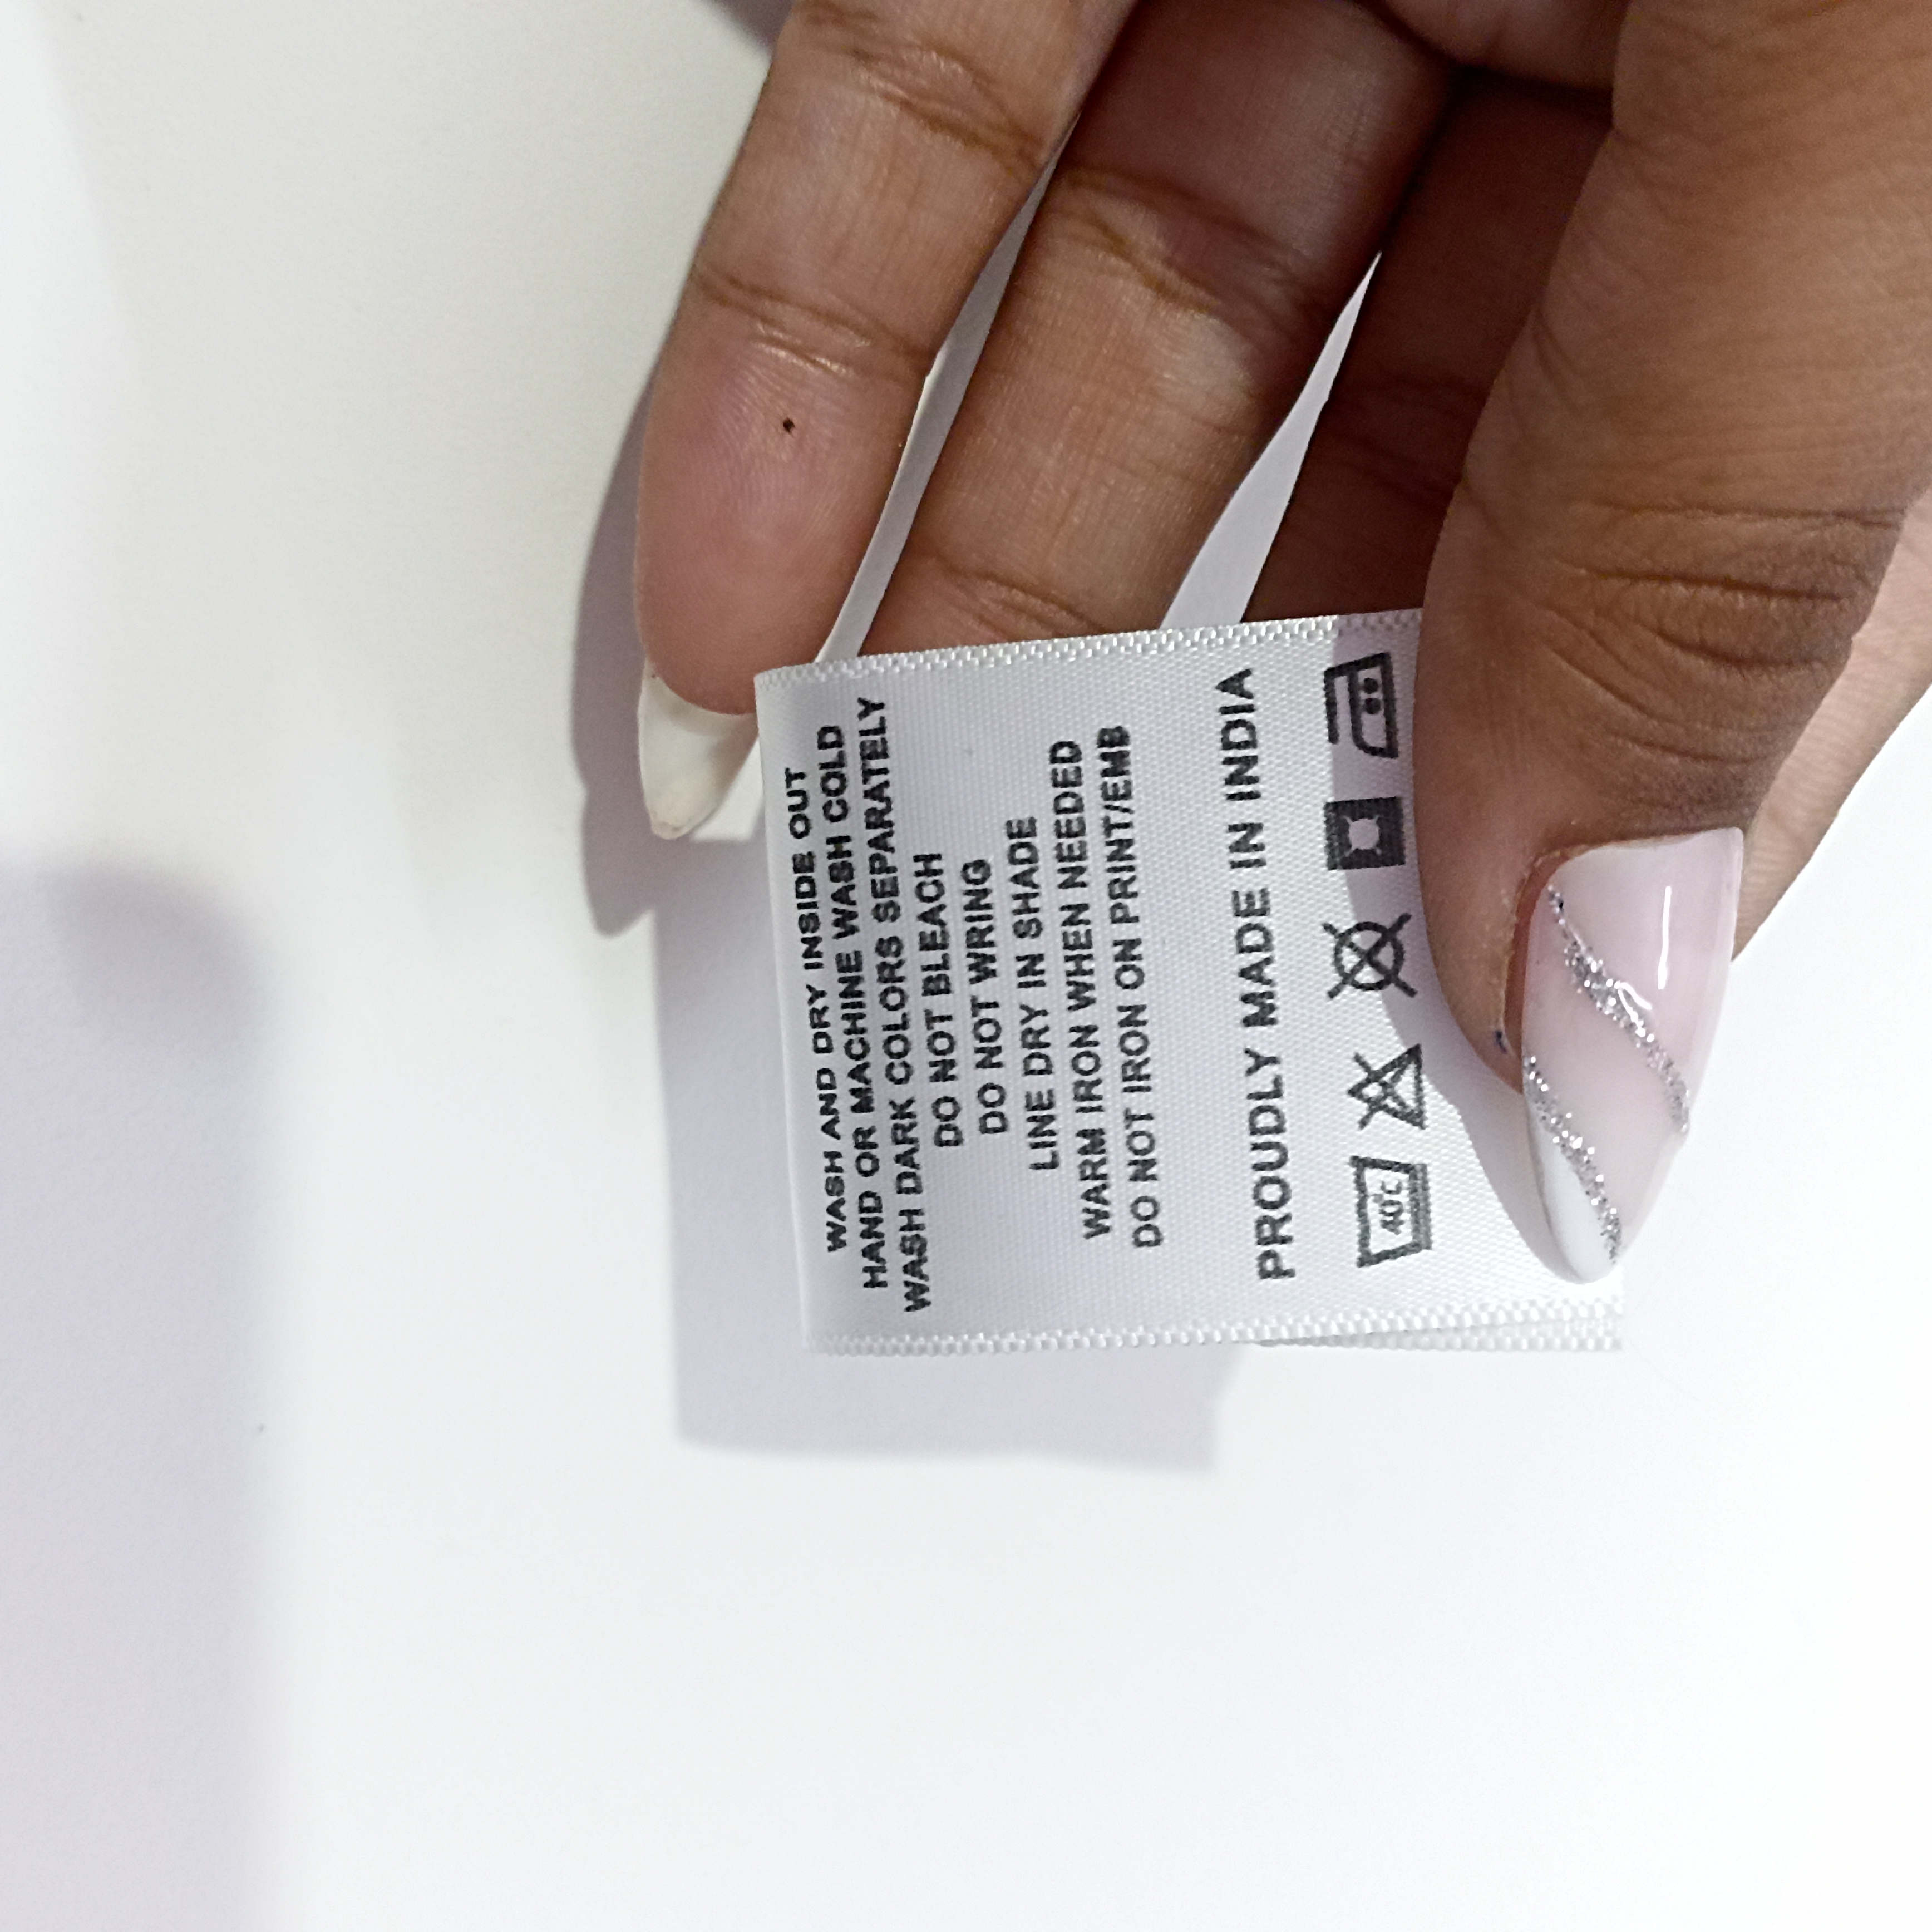 WASH AND DRY INSIDE OUT
HAND OR MACHINE WASH COLD
WASH DARK COLORS SEPARATELY
DO NOT BLEACH
DO NOT WRING
LINE DRY IN SHADE
WARM IRON WHEN NEEDED
DO NOT IRON ON PRINT/EMB
PROUDLY MADE IN INDIA
40°C